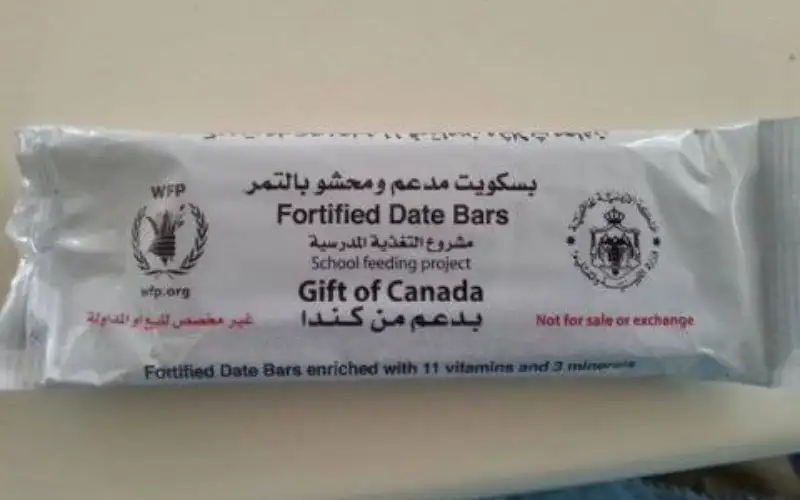 WFP
wfp.org
بسكويت مدعم و محشو بالتمر
Fortified Date Bars
مشروع التغذية المدرسية
School feeding project
Gift of Canada
بدعم من كندا
غير مخصص للبيع او المداولة
Not for sale or exchange
Fortified Date Bars enriched with 11 vitamins and 3 minerals